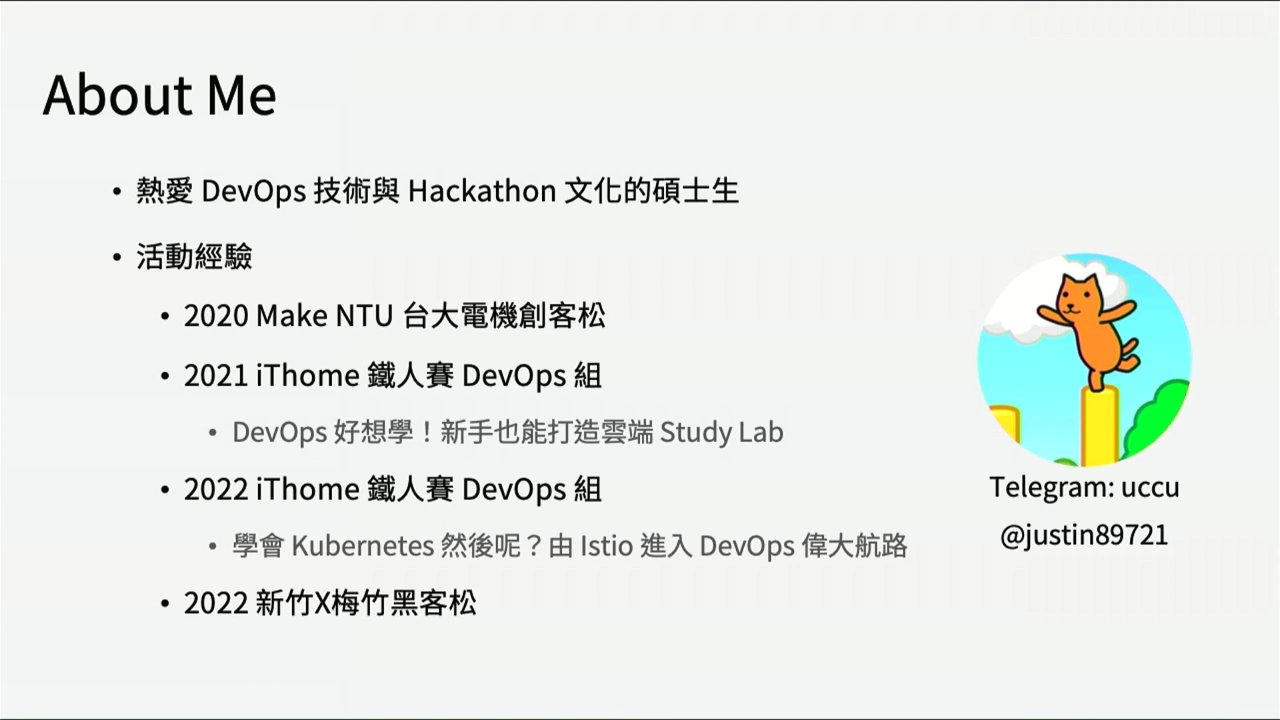 About Me
• 熱愛 DevOps 技術與 Hackathon 文化的碩士生
• 活動經驗
• 2020 Make NTU 台大電機創客松
• 2021 iThome 鐵人賽 DevOps 組
• DevOps 好想學！新手也能打造雲端 Study Lab
• 2022 iThome 鐵人賽 DevOps 組
• 學會 Kubernetes 然後呢？由 Istio 進入 DevOps 偉大航路
• 2022 新竹X梅竹黑客松
Telegram: uccu
@justin89721